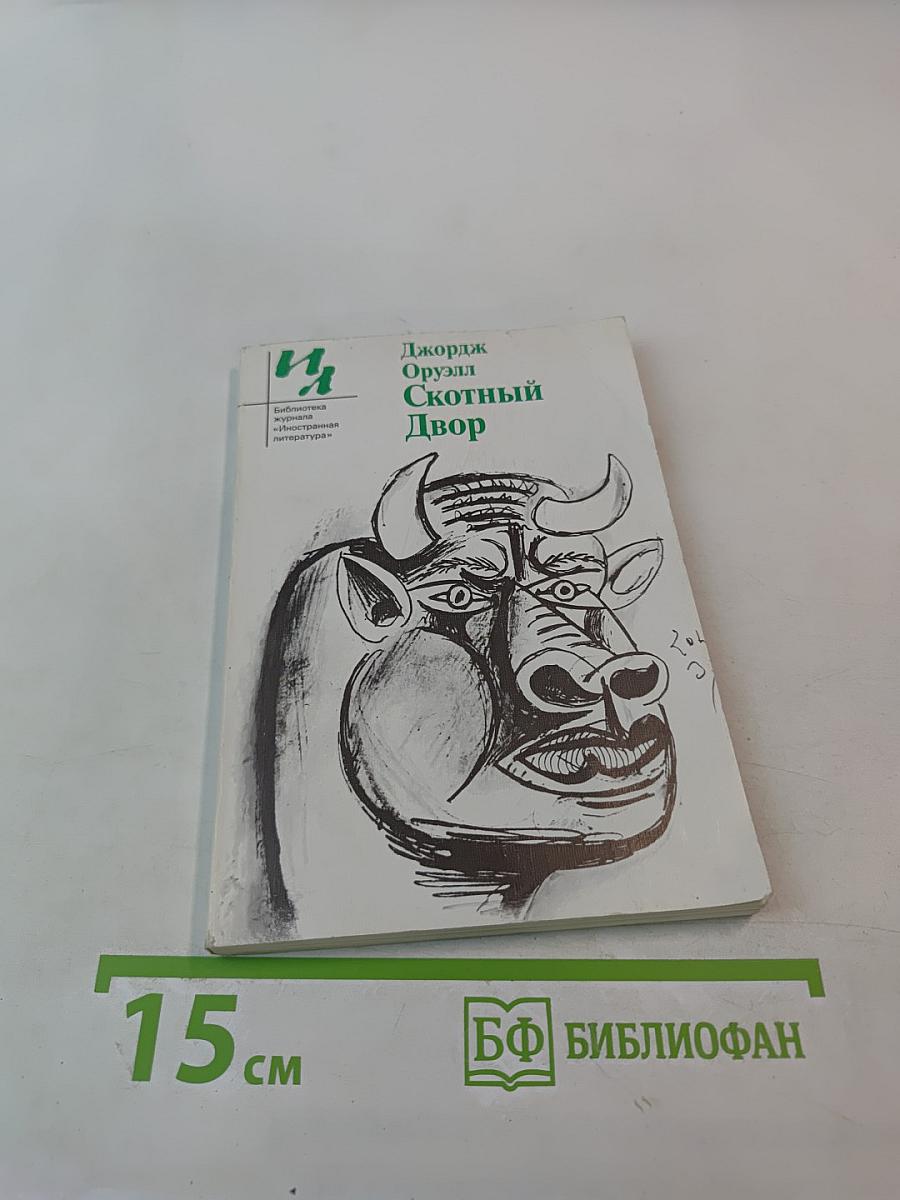 ИЛ
Библиотека
журнала
«Иностранная
литература»
Джордж
Оруэлл
Скотный
Двор
15 см
БФ БИБЛИОФАН